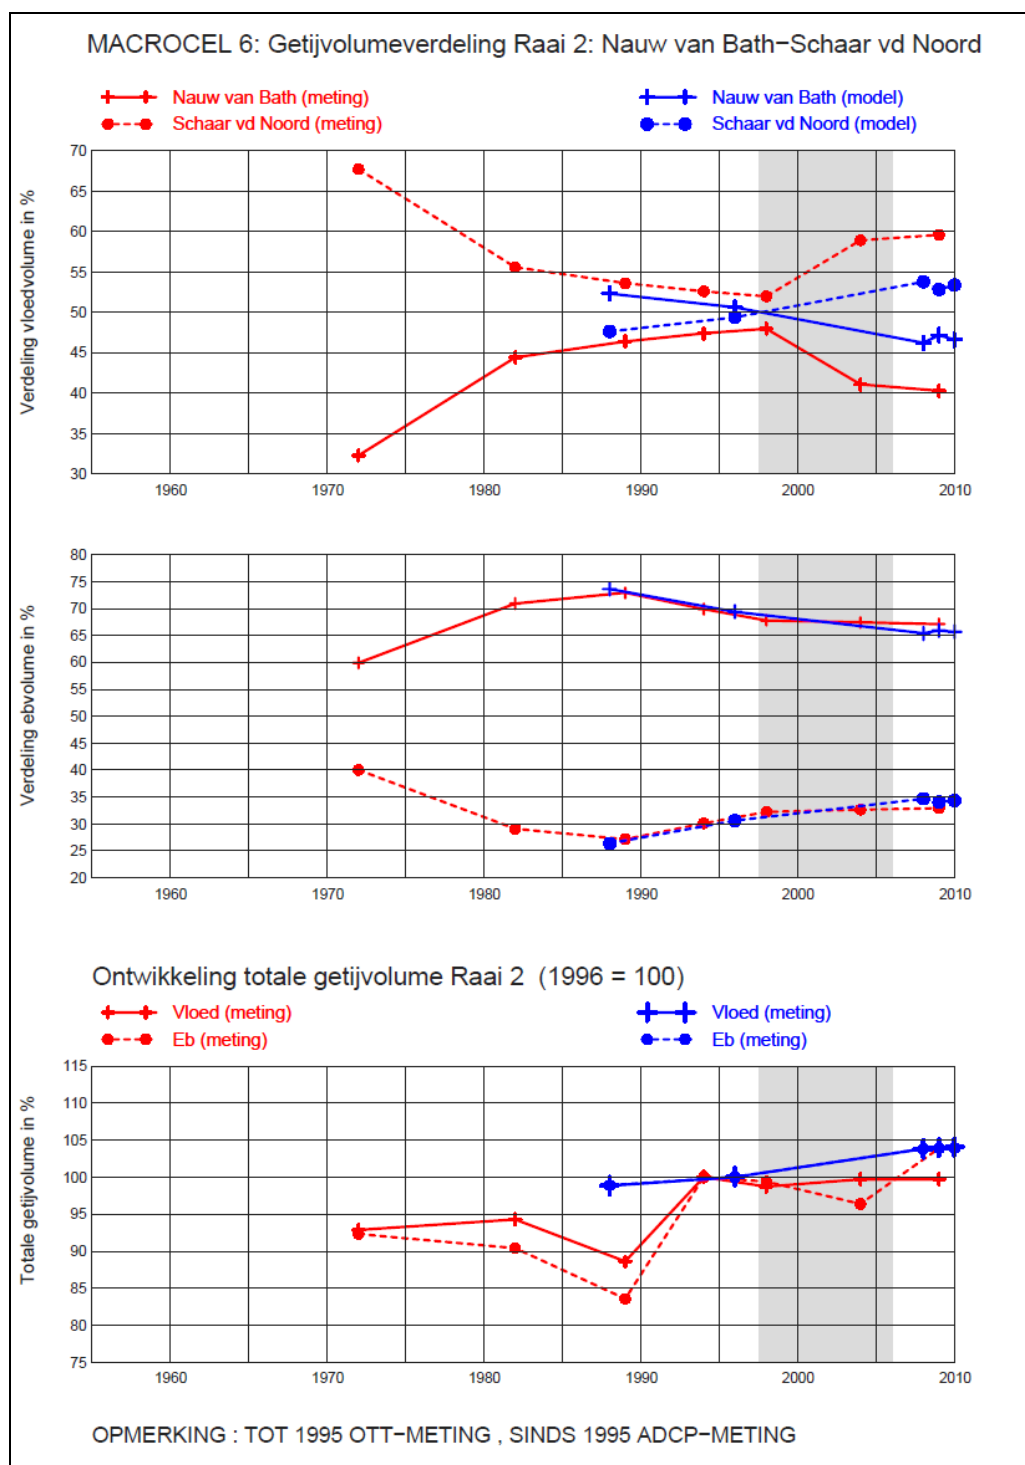 MACROCEL 6: Getijvolumeverdeling Raai 2: Nauw van Bath−Schaar vd Noord
Nauw van Bath (meting)
Schaar vd Noord (meting)
Nauw van Bath (model)
Schaar vd Noord (model)
Verdeling vloedvolume in %
70
65
60
55
50
45
40
35
30
1960 1970 1980 1990 2000 2010
Verdeling ebvolume in %
80
75
70
65
60
55
50
45
40
35
30
25
20
1960 1970 1980 1990 2000 2010
Ontwikkeling totale getijvolume Raai 2 (1996 = 100)
Vloed (meting)
Eb (meting)
Vloed (meting)
Eb (meting)
Totale getijvolume in %
115
110
105
100
95
90
85
80
75
1960 1970 1980 1990 2000 2010
OPMERKING : TOT 1995 OTT−METING , SINDS 1995 ADCP−METING